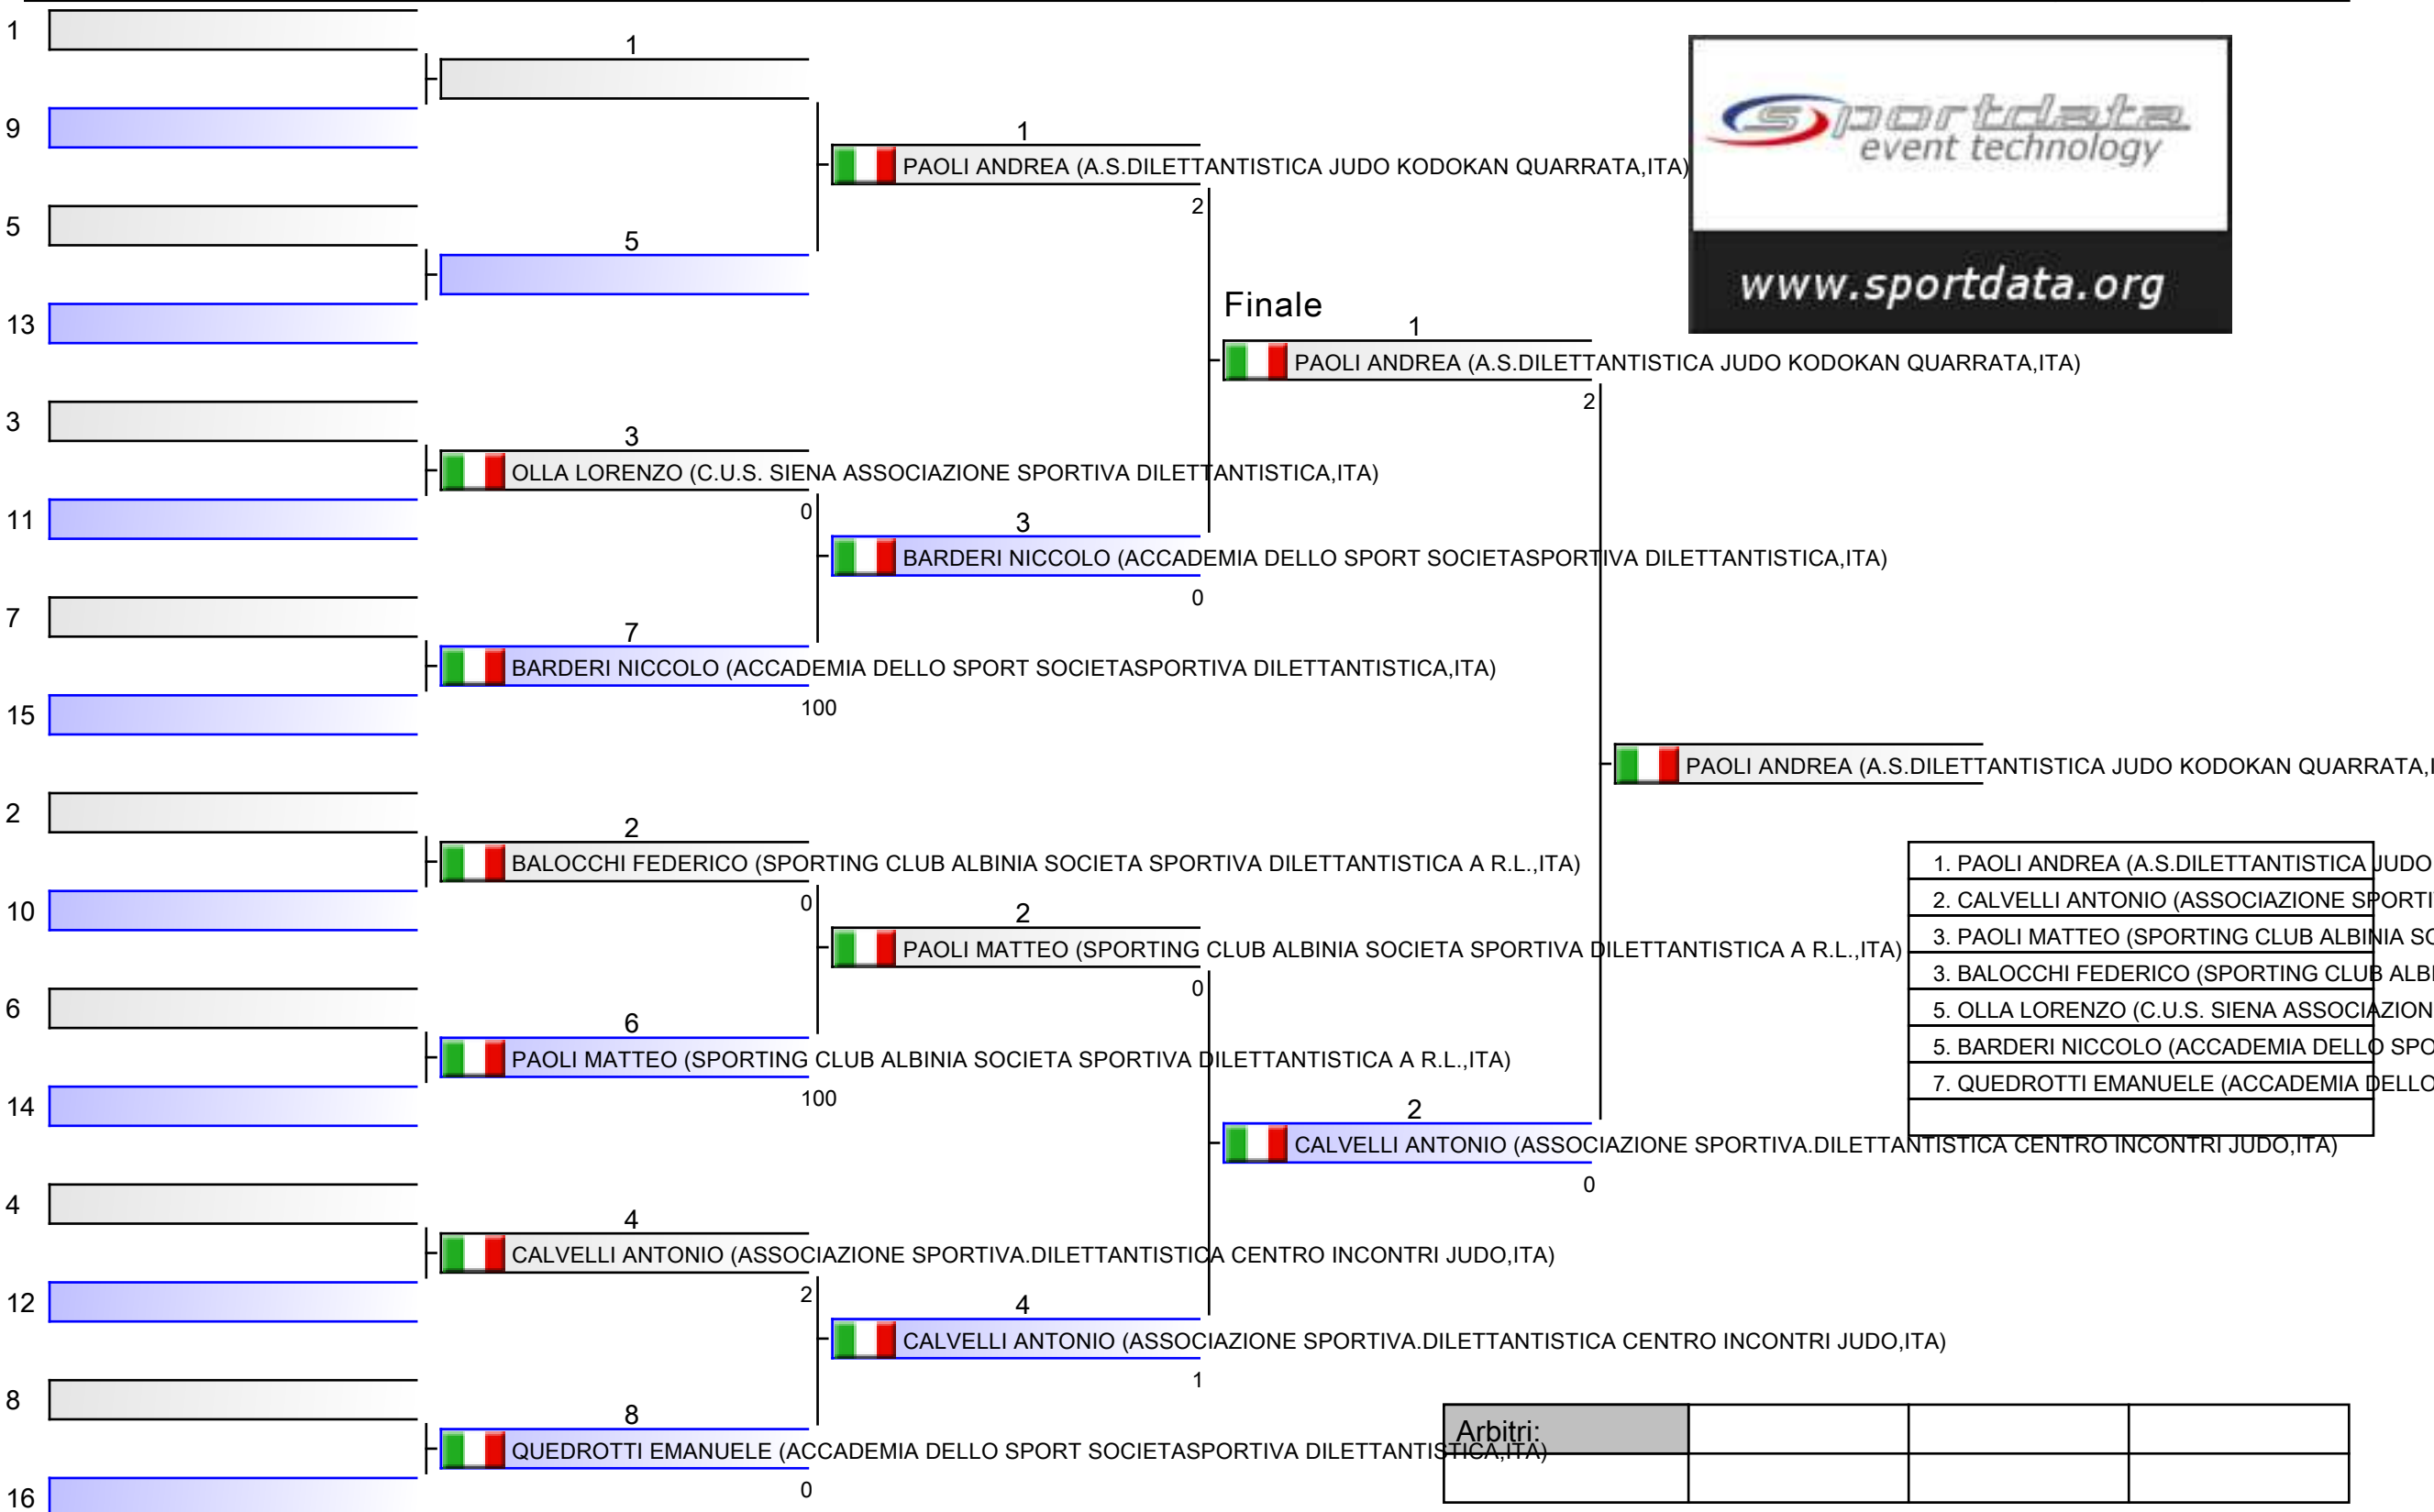 1
1
9
1
PAOLI ANDREA (A.S.DILETTANTISTICA JUDO KODOKAN QUARRATA,ITA)
2
sportdata
event technology
www.sportdata.org
5
5
13
Finale
1
PAOLI ANDREA (A.S.DILETTANTISTICA JUDO KODOKAN QUARRATA,ITA)
2
3
3
OLLA LORENZO (C.U.S. SIENA ASSOCIAZIONE SPORTIVA DILETTANTISTICA,ITA)
0
11
3
BARDERI NICCOLO (ACCADEMIA DELLO SPORT SOCIETASPORTIVA DILETTANTISTICA,ITA)
0
7
7
BARDERI NICCOLO (ACCADEMIA DELLO SPORT SOCIETASPORTIVA DILETTANTISTICA,ITA)
100
15
PAOLI ANDREA (A.S.DILETTANTISTICA JUDO KODOKAN QUARRATA,
2
2
BALOCCHI FEDERICO (SPORTING CLUB ALBINIA SOCIETA SPORTIVA DILETTANTISTICA A R.L.,ITA)
0
10
2
PAOLI MATTEO (SPORTING CLUB ALBINIA SOCIETA SPORTIVA DILETTANTISTICA A R.L.,ITA)
0
1. PAOLI ANDREA (A.S.DILETTANTISTICA JUDO
2. CALVELLI ANTONIO (ASSOCIAZIONE SPORTI
3. PAOLI MATTEO (SPORTING CLUB ALBINIA SO
3. BALOCCHI FEDERICO (SPORTING CLUB ALBI
5. OLLA LORENZO (C.U.S. SIENA ASSOCIAZION
5. BARDERI NICCOLO (ACCADEMIA DELLO SPO
7. QUEDROTTI EMANUELE (ACCADEMIA DELLO
6
6
PAOLI MATTEO (SPORTING CLUB ALBINIA SOCIETA SPORTIVA DILETTANTISTICA A R.L.,ITA)
100
14
2
CALVELLI ANTONIO (ASSOCIAZIONE SPORTIVA.DILETTANTISTICA CENTRO INCONTRI JUDO,ITA)
0
4
4
CALVELLI ANTONIO (ASSOCIAZIONE SPORTIVA.DILETTANTISTICA CENTRO INCONTRI JUDO,ITA)
2
12
4
CALVELLI ANTONIO (ASSOCIAZIONE SPORTIVA.DILETTANTISTICA CENTRO INCONTRI JUDO,ITA)
1
8
8
QUEDROTTI EMANUELE (ACCADEMIA DELLO SPORT SOCIETASPORTIVA DILETTANTISTICA,ITA)
0
16
Arbitri: